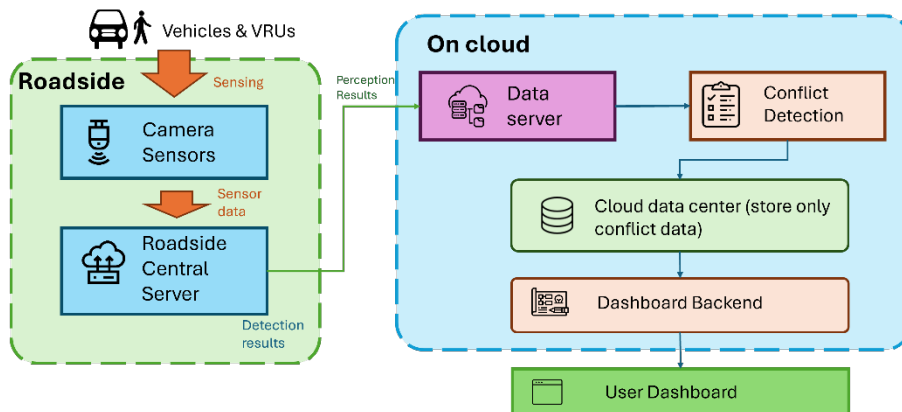 Vehicles & VRUs
Roadside
Sensing
Camera
Sensors
Sensor
data
Roadside
Central
Server
Detection
results
Perception
Results
On cloud
Data
server
Conflict
Detection
Cloud data center (store only
conflict data)
Dashboard Backend
User Dashboard